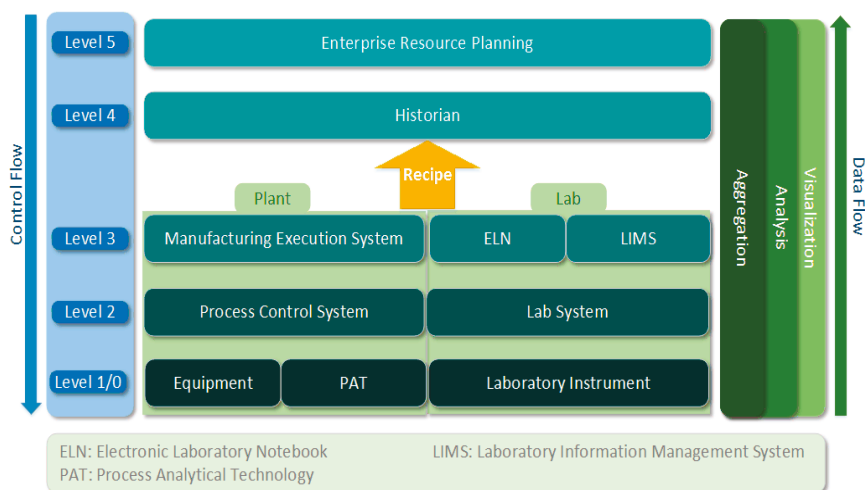 Level 5
Enterprise Resource Planning
Level 4
Historian
Control Flow
Recipe
Plant
Lab
Level 3
Manufacturing Execution System
ELN
LIMS
Level 2
Process Control System
Lab System
Level 1/0
Equipment
PAT
Laboratory Instrument
Aggregation
Analysis
Visualization
Data Flow
ELN: Electronic Laboratory Notebook
LIMS: Laboratory Information Management System
PAT: Process Analytical Technology